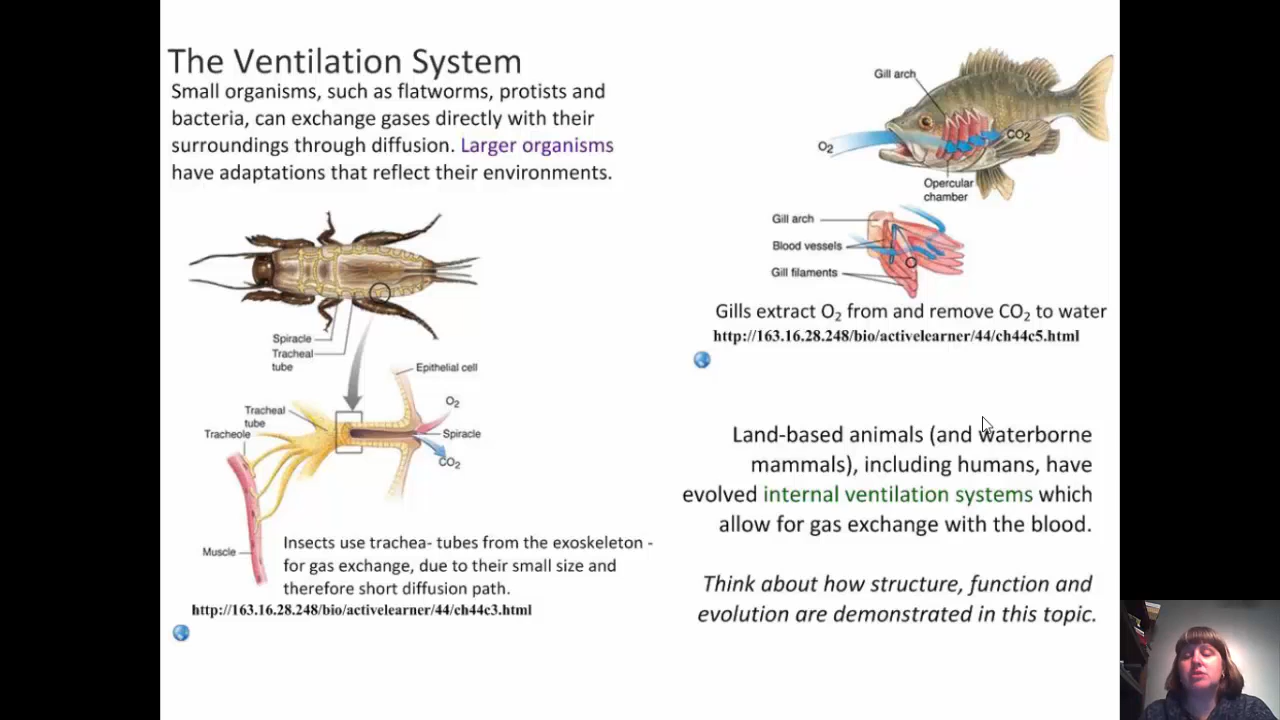 The Ventilation System
Small organisms, such as flatworms, protists and
bacteria, can exchange gases directly with their
surroundings through diffusion. Larger organisms
have adaptations that reflect their environments.
Spiracle
Tracheal
tube
Epithelial cell
O2
Tracheal
tube
Tracheole
Spiracle
CO2
Muscle
Insects use trachea- tubes from the exoskeleton -
for gas exchange, due to their small size and
therefore short diffusion path.
http://163.16.28.248/bio/activelearner/44/ch44c3.html
Gill arch
O2
CO2
Opercular
chamber
Gill arch
Blood vessels
Gill filaments
Gills extract O2 from and remove CO2 to water
http://163.16.28.248/bio/activelearner/44/ch44c5.html
Land-based animals (and waterborne
mammals), including humans, have
evolved internal ventilation systems which
allow for gas exchange with the blood.
Think about how structure, function and
evolution are demonstrated in this topic.